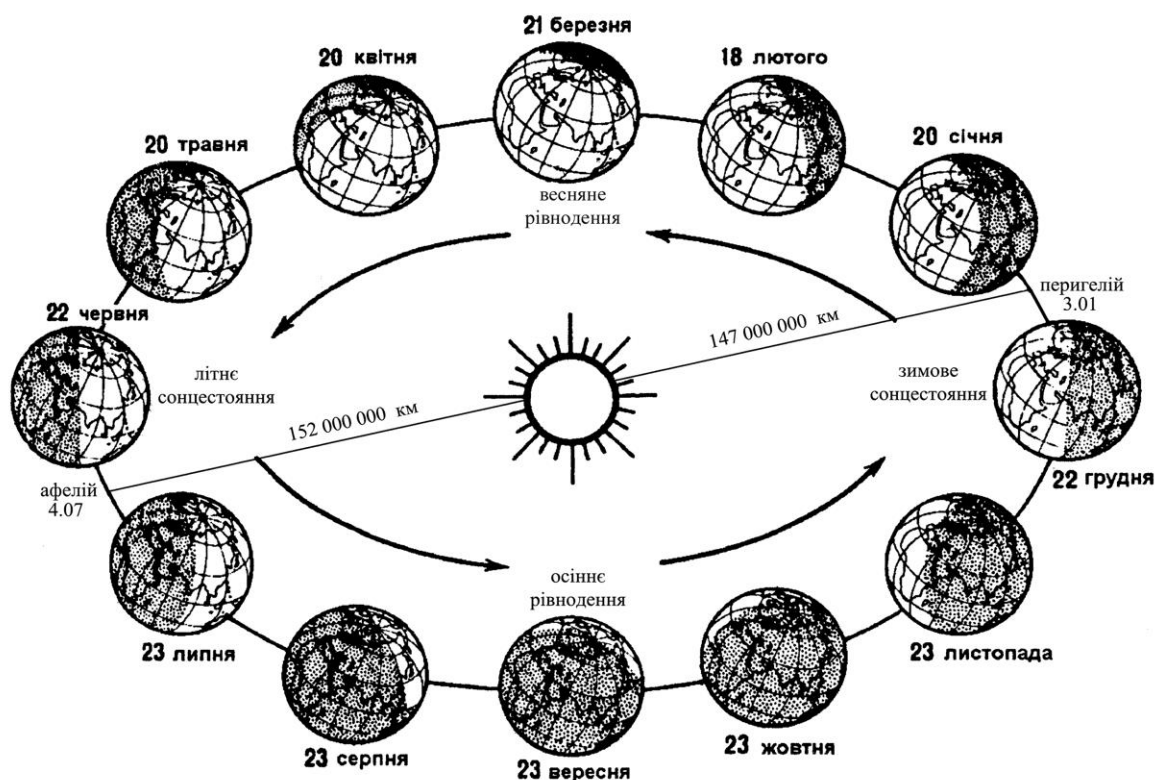 21 березня
20 квітня
18 лютого
20 травня
20 січня
весняне
рівнодення
22 червня
перигелій
3.01
147 000 000 км
літнє
сонцестояння
зимове
сонцестояння
152 000 000 км
афелій
4.07
22 грудня
осіннє
рівнодення
23 липня
23 листопада
23 серпня
23 вересня
23 жовтня